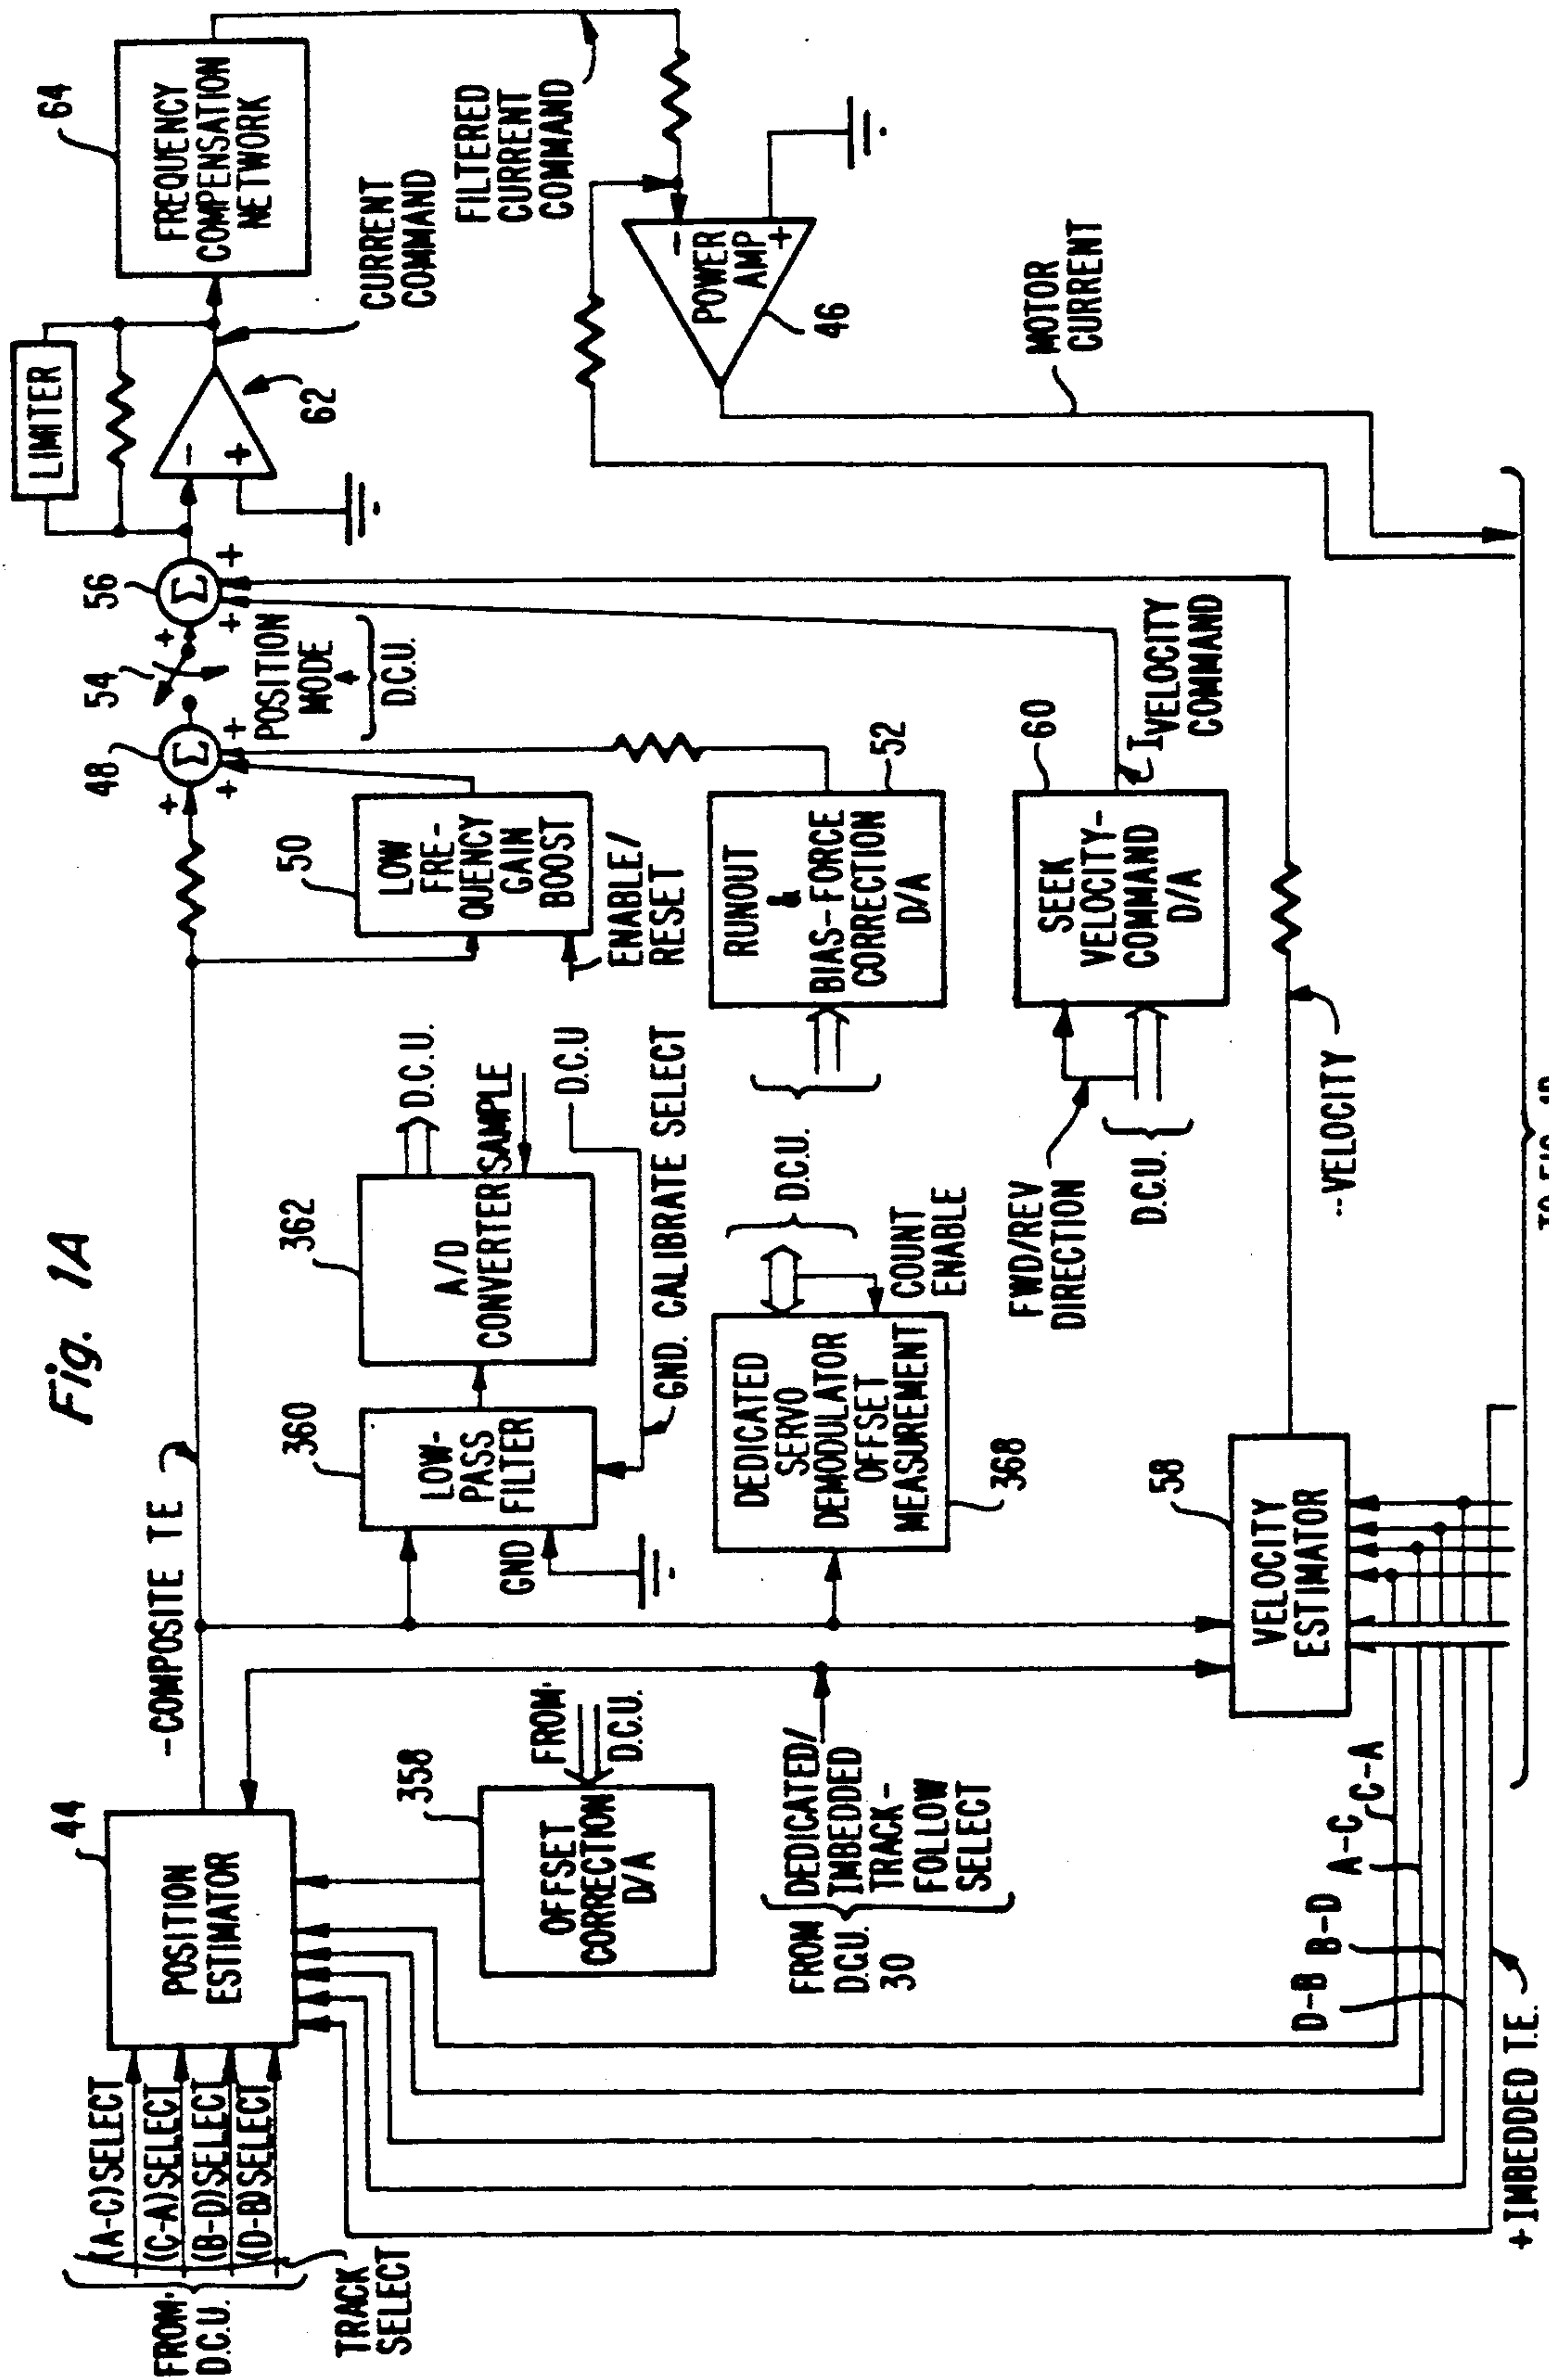 Fig. 1A
FROM
D.C.U.
(A-C)SELECT
(C-A)SELECT
(B-D)SELECT
(D-B)SELECT
TRACK
SELECT
44
POSITION
ESTIMATOR
-COMPOSITE TE
358
OFFSET
CORRECTION
D/A
FROM
D.C.U.
FROM
D.C.U.
30
DEDICATED/
IMBEDDED
TRACK-
FOLLOW
SELECT
360
LOW-
PASS
FILTER
GND
362
A/D
CONVERTER
SAMPLE
D.C.U.
D.C.U
GND. CALIBRATE SELECT
DEDICATED
SERVO
DEMODULATOR
OFFSET
MEASUREMENT
368
D.C.U.
COUNT
ENABLE
48
Σ
+
+
+
50
LOW
FRE-
QUENCY
GAIN
BOOST
ENABLE/
RESET
RUNOUT
&
BIAS-FORCE
CORRECTION
D/A
52
54
POSITION
MODE
D.C.U.
56
Σ
+
+
+
60
SEEK
VELOCITY-
COMMAND
D/A
I VELOCITY
COMMAND
FWD/REV
DIRECTION
D.C.U.
--VELOCITY
58
VELOCITY
ESTIMATOR
C-A
A-C
B-D
D-B
+ IMBEDDED T.E.
LIMITER
-
+
62
CURRENT
COMMAND
64
FREQUENCY
COMPENSATION
NETWORK
FILTERED
CURRENT
COMMAND
-
+
POWER
AMP
46
MOTOR
CURRENT